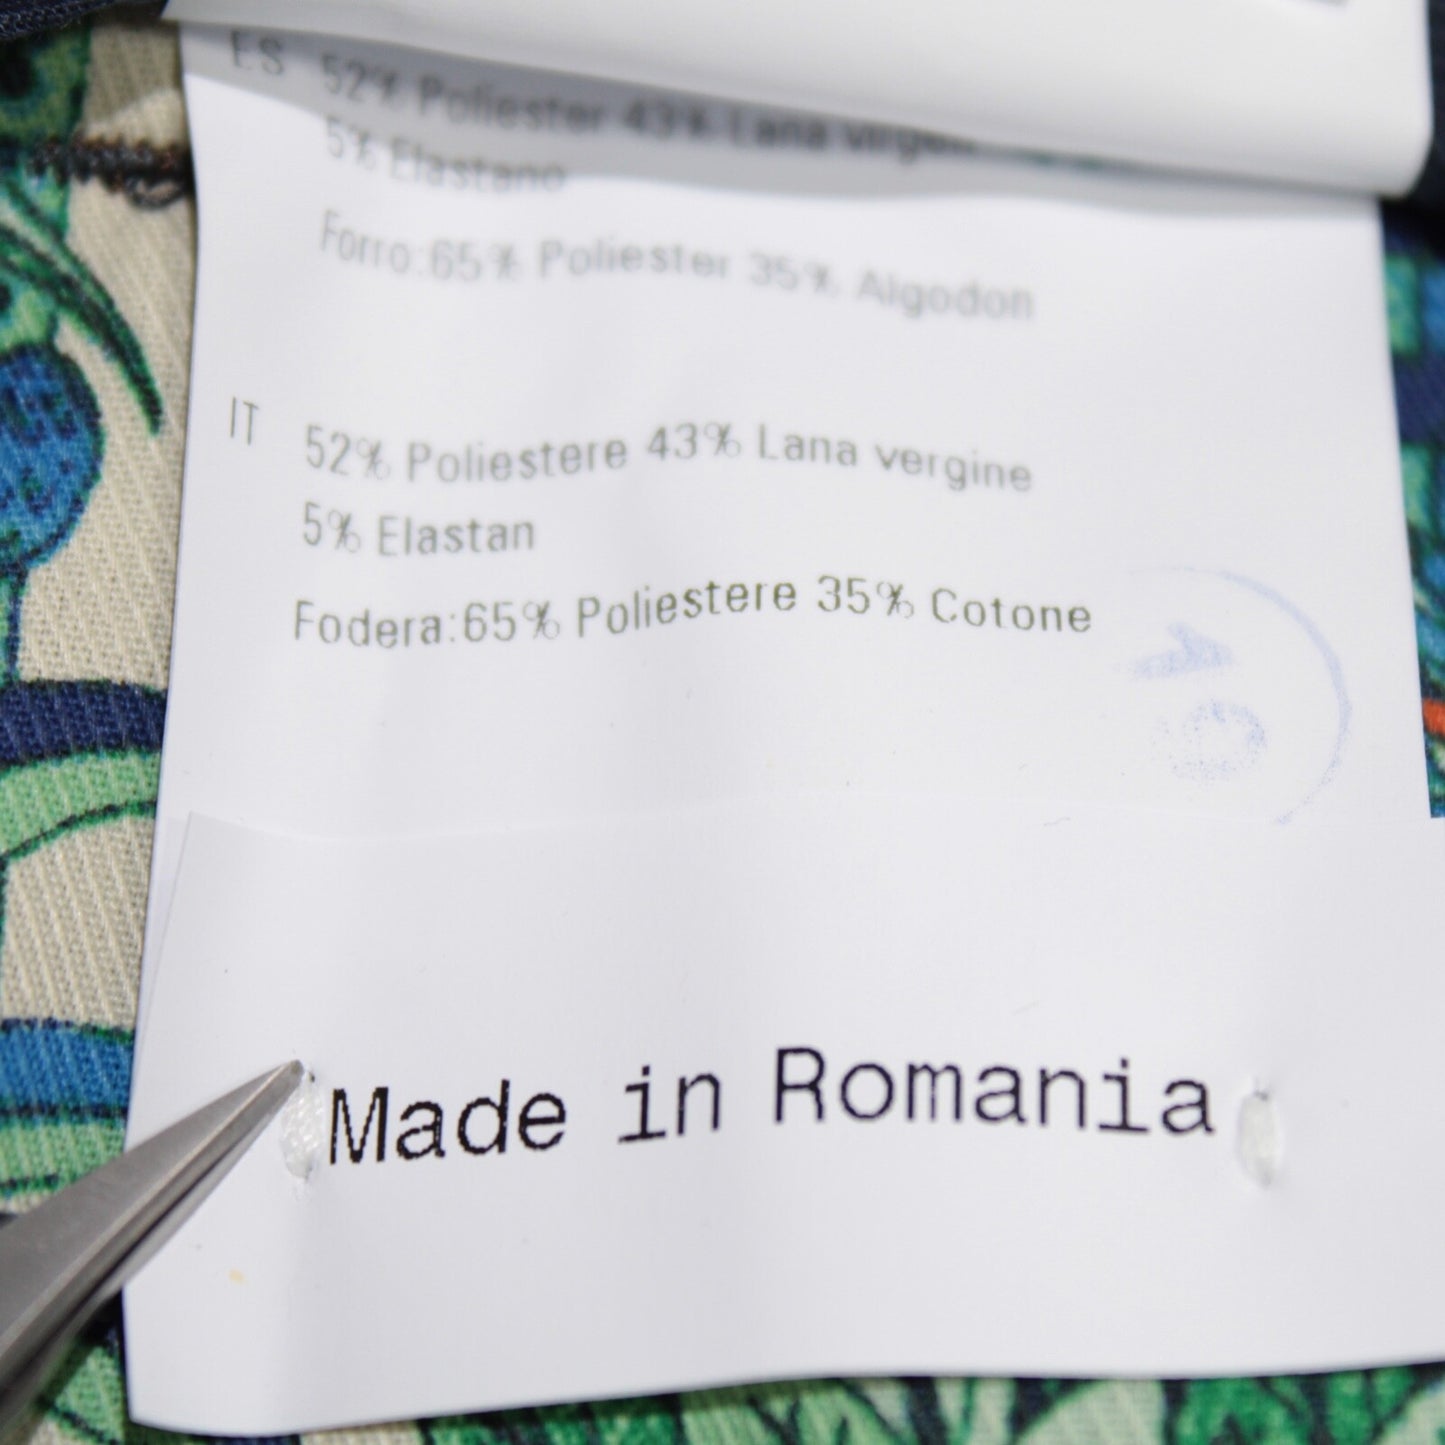 ES 52% Poliester 43% Lana virgen
5% Elastano
Forro:65% Poliester 35% Algodon
IT 52% Poliestere 43% Lana vergine
5% Elastan
Fodera:65% Poliestere 35% Cotone
Made in Romania